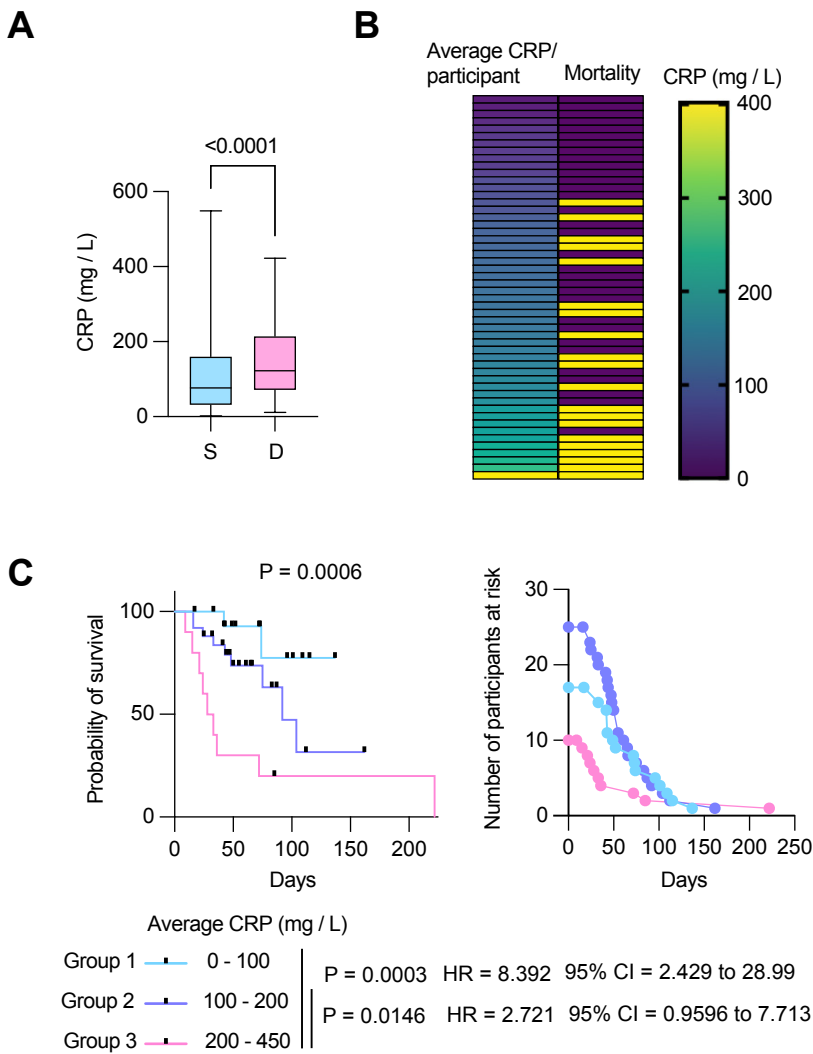 A
<0.0001
CRP (mg / L)
600
400
200
0
S
D
B
Average CRP/
participant
Mortality
CRP (mg / L)
400
300
200
100
0
C
P = 0.0006
Probability of survival
100
50
0
0 50 100 150 200
Days
Number of participants at risk
30
20
10
0
0 50 100 150 200 250
Days
Average CRP (mg / L)
Group 1 0 - 100
Group 2 100 - 200
Group 3 200 - 450
P = 0.0003 HR = 8.392 95% CI = 2.429 to 28.99
P = 0.0146 HR = 2.721 95% CI = 0.9596 to 7.713